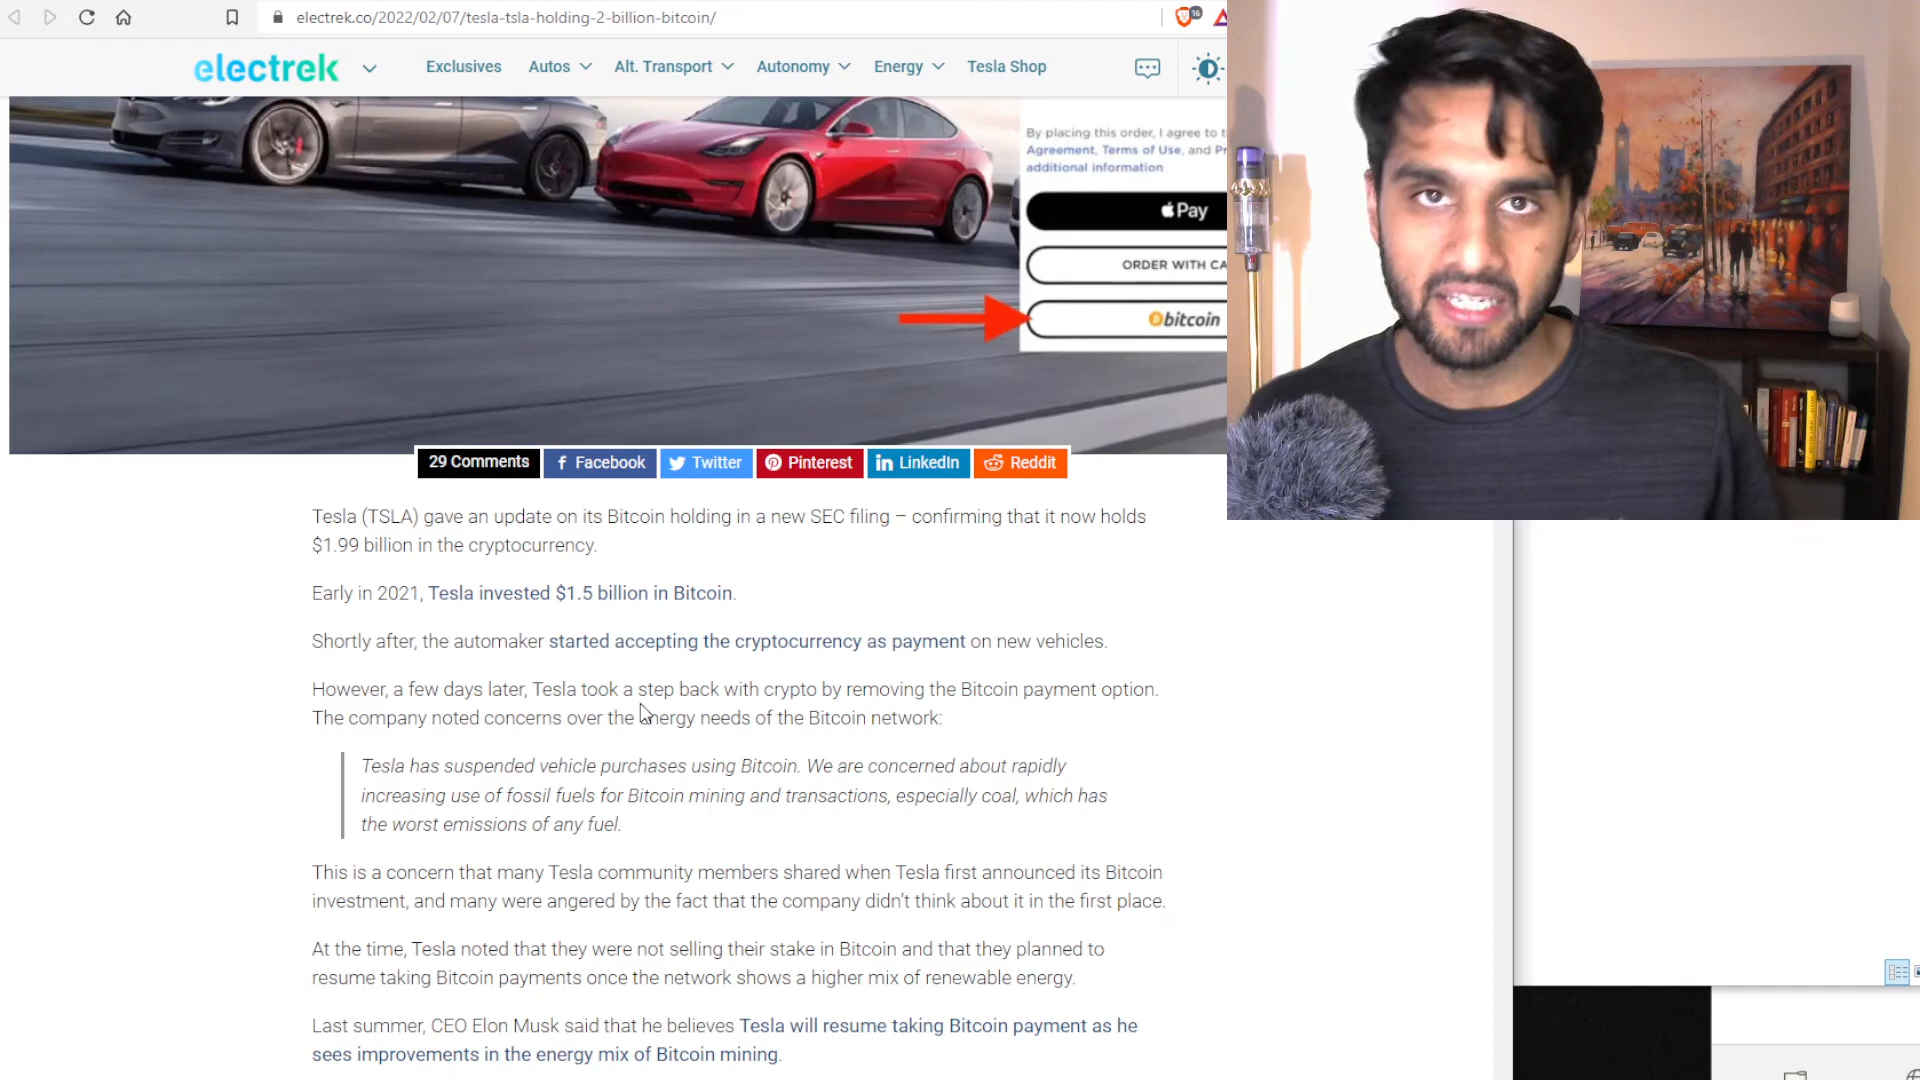 electrek.co/2022/02/07/tesla-tsla-holding-2-billion-bitcoin/
16
electrek
Exclusives
Autos
Alt. Transport
Autonomy
Energy
Tesla Shop
By placing this order, I agree to t
Agreement, Terms of Use, and Pr
additional information
Pay
ORDER WITH CA
bitcoin
29 Comments
Facebook
Twitter
Pinterest
LinkedIn
Reddit
Tesla (TSLA) gave an update on its Bitcoin holding in a new SEC filing – confirming that it now holds
$1.99 billion in the cryptocurrency.
Early in 2021, Tesla invested $1.5 billion in Bitcoin.
Shortly after, the automaker started accepting the cryptocurrency as payment on new vehicles.
However, a few days later, Tesla took a step back with crypto by removing the Bitcoin payment option.
The company noted concerns over the energy needs of the Bitcoin network:
Tesla has suspended vehicle purchases using Bitcoin. We are concerned about rapidly
increasing use of fossil fuels for Bitcoin mining and transactions, especially coal, which has
the worst emissions of any fuel.
This is a concern that many Tesla community members shared when Tesla first announced its Bitcoin
investment, and many were angered by the fact that the company didn't think about it in the first place.
At the time, Tesla noted that they were not selling their stake in Bitcoin and that they planned to
resume taking Bitcoin payments once the network shows a higher mix of renewable energy.
Last summer, CEO Elon Musk said that he believes Tesla will resume taking Bitcoin payment as he
sees improvements in the energy mix of Bitcoin mining.